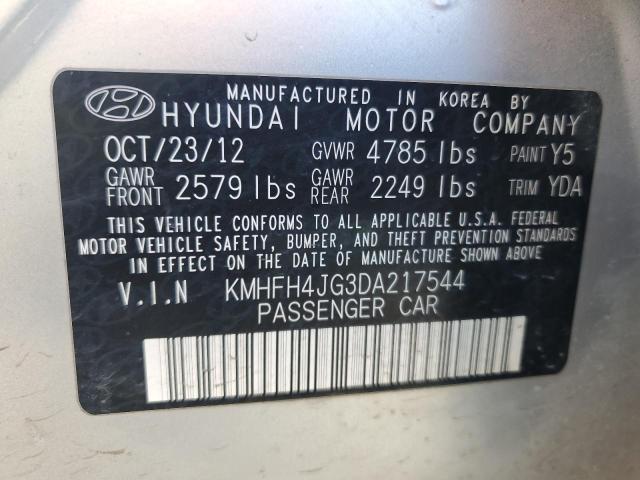 MANUFACTURED IN KOREA BY
HYUNDAI MOTOR COMPANY
OCT/23/12 GVWR 4785 lbs PAINT Y5
GAWR FRONT 2579 lbs GAWR REAR 2249 lbs TRIM YDA
THIS VEHICLE CONFORMS TO ALL APPLICABLE U.S.A. FEDERAL
MOTOR VEHICLE SAFETY, BUMPER, AND THEFT PREVENTION STANDARDS
IN EFFECT ON THE DATE OF MANUFACTURE SHOWN ABOVE
V.I.N KMHFH4JG3DA217544
PASSENGER CAR